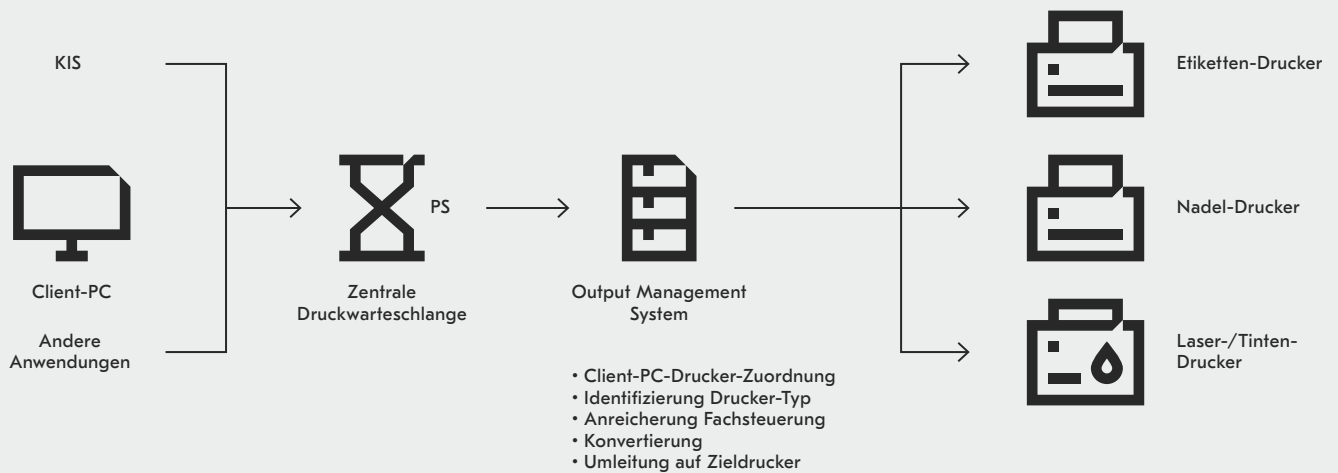 KIS
Client-PC
Andere
Anwendungen
PS
Zentrale
Druckwarteschlange
Output Management
System
• Client-PC-Drucker-Zuordnung
• Identifizierung Drucker-Typ
• Anreicherung Fachsteuerung
• Konvertierung
• Umleitung auf Zieldrucker
Etiketten-Drucker
Nadel-Drucker
Laser-/Tinten-
Drucker